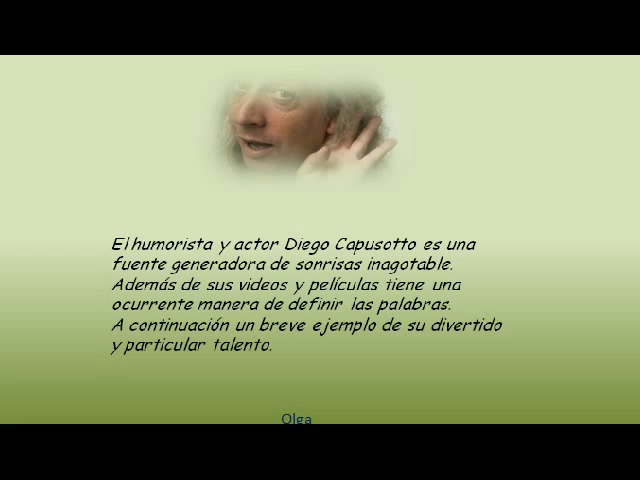 El humorista y actor Diego Capusotto es una
fuente generadora de sonrisas inagotable.
Además de sus videos y películas tiene una
ocurrente manera de definir las palabras.
A continuación un breve ejemplo de su divertido
y particular talento.
Olga